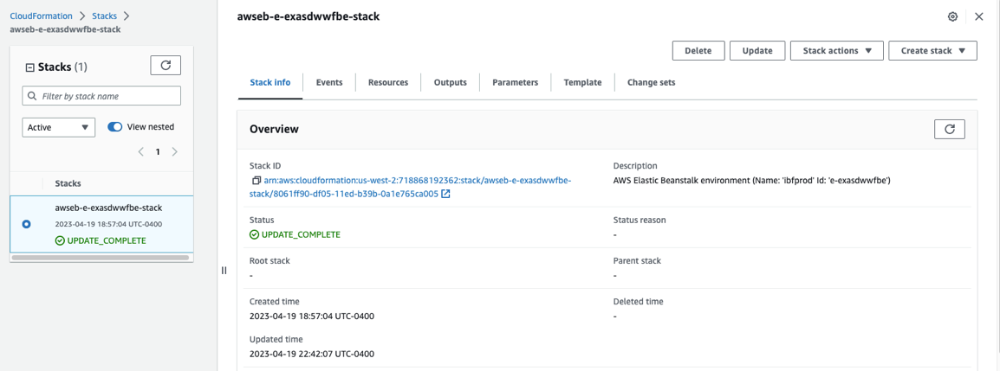 CloudFormation > Stacks >
awseb-e-exasdwwfbe-stack
Stacks (1)
Filter by stack name
Active
View nested
1
Stacks
awseb-e-exasdwwfbe-stack
2023-04-19 18:57:04 UTC-0400
UPDATE_COMPLETE
awseb-e-exasdwwfbe-stack
Delete
Update
Stack actions
Create stack
Stack info
Events
Resources
Outputs
Parameters
Template
Change sets
Overview
Stack ID
arn:aws:cloudformation:us-west-2:718868192362:stack/awseb-e-exasdwwfbe-
stack/8061ff90-df05-11ed-b39b-0a1e765ca005
Description
AWS Elastic Beanstalk environment (Name: 'ibfprod' Id: 'e-exasdwwfbe')
Status
UPDATE_COMPLETE
Status reason
-
Root stack
-
Parent stack
-
Created time
2023-04-19 18:57:04 UTC-0400
Deleted time
-
Updated time
2023-04-19 22:42:07 UTC-0400